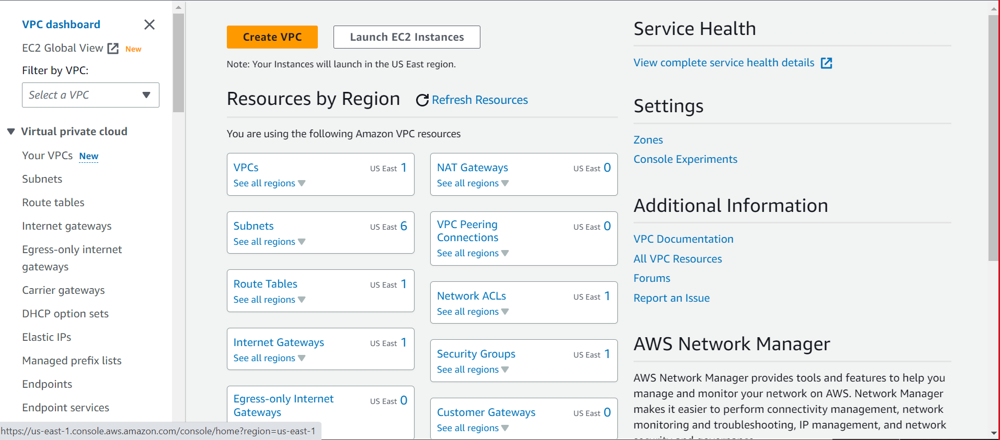 VPC dashboard
EC2 Global View New
Filter by VPC:
Select a VPC
Virtual private cloud
Your VPCs New
Subnets
Route tables
Internet gateways
Egress-only internet
gateways
Carrier gateways
DHCP option sets
Elastic IPs
Managed prefix lists
Endpoints
Endpoint services
https://us-east-1.console.aws.amazon.com/console/home?region=us-east-1
Create VPC
Launch EC2 Instances
Note: Your Instances will launch in the US East region.
Resources by Region Refresh Resources
You are using the following Amazon VPC resources
VPCs US East 1
See all regions
Subnets US East 6
See all regions
Route Tables US East 1
See all regions
Internet Gateways US East 1
See all regions
Egress-only Internet US East 0
Gateways
NAT Gateways US East 0
See all regions
VPC Peering US East 0
Connections
See all regions
Network ACLs US East 1
See all regions
Security Groups US East 1
See all regions
Customer Gateways US East 0
See all regions
Service Health
View complete service health details
Settings
Zones
Console Experiments
Additional Information
VPC Documentation
All VPC Resources
Forums
Report an Issue
AWS Network Manager
AWS Network Manager provides tools and features to help you
manage and monitor your network on AWS. Network Manager
makes it easier to perform connectivity management, network
monitoring and troubleshooting, IP management, and network